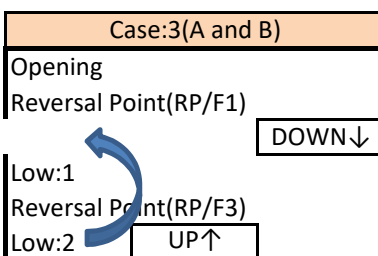 Case:3(A and B)
Opening
Reversal Point(RP/F1)
DOWN↓
Low:1
Reversal Point(RP/F3)
Low:2 UP↑